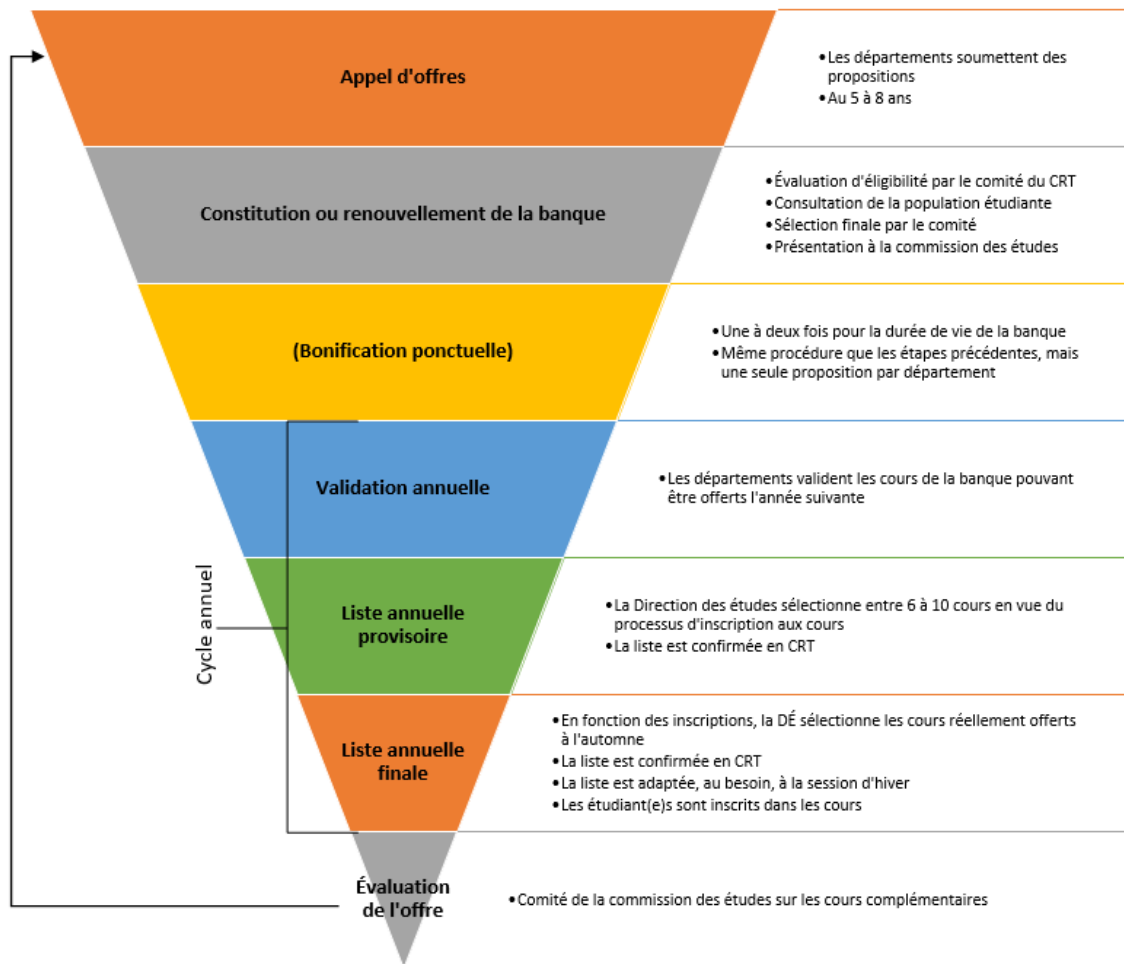 Appel d'offres
•Les départements soumettent des
propositions
•Au 5 à 8 ans
Constitution ou renouvellement de la banque
•Évaluation d'éligibilité par le comité du CRT
•Consultation de la population étudiante
•Sélection finale par le comité
•Présentation à la commission des études
(Bonification ponctuelle)
•Une à deux fois pour la durée de vie de la banque
•Même procédure que les étapes précédentes, mais
une seule proposition par département
Cycle annuel
Validation annuelle
•Les départements valident les cours de la banque pouvant
être offerts l'année suivante
Liste annuelle
provisoire
•La Direction des études sélectionne entre 6 à 10 cours en vue du
processus d'inscription aux cours
•La liste est confirmée en CRT
Liste annuelle
finale
•En fonction des inscriptions, la DÉ sélectionne les cours réellement offerts
à l'automne
•La liste est confirmée en CRT
•La liste est adaptée, au besoin, à la session d'hiver
•Les étudiant(e)s sont inscrits dans les cours
Évaluation
de l'offre
•Comité de la commission des études sur les cours complémentaires